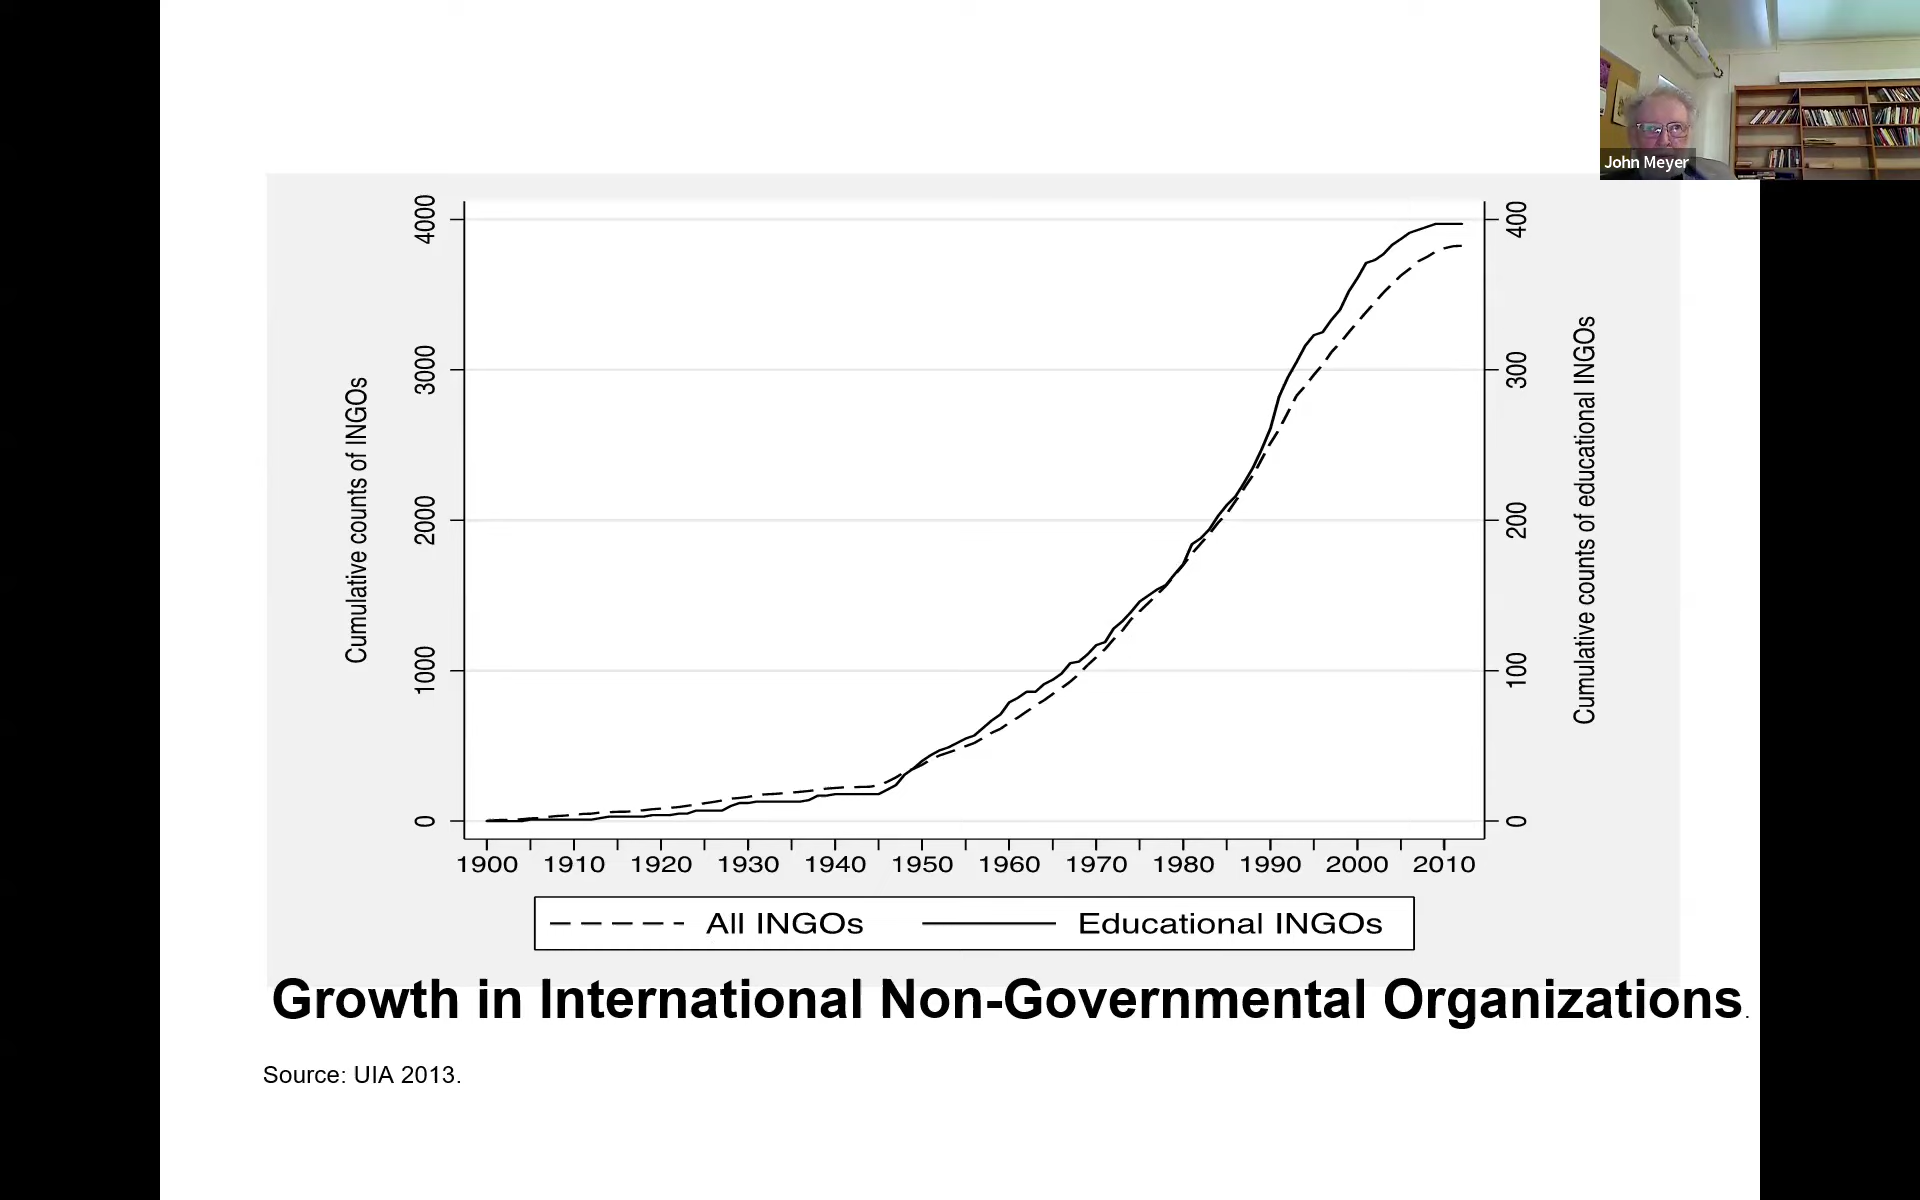 John Meyer
4000
3000
2000
1000
0
Cumulative counts of INGOs
400
300
200
100
0
Cumulative counts of educational INGOs
1900 1910 1920 1930 1940 1950 1960 1970 1980 1990 2000 2010
All INGOs Educational INGOs
Growth in International Non-Governmental Organizations.
Source: UIA 2013.